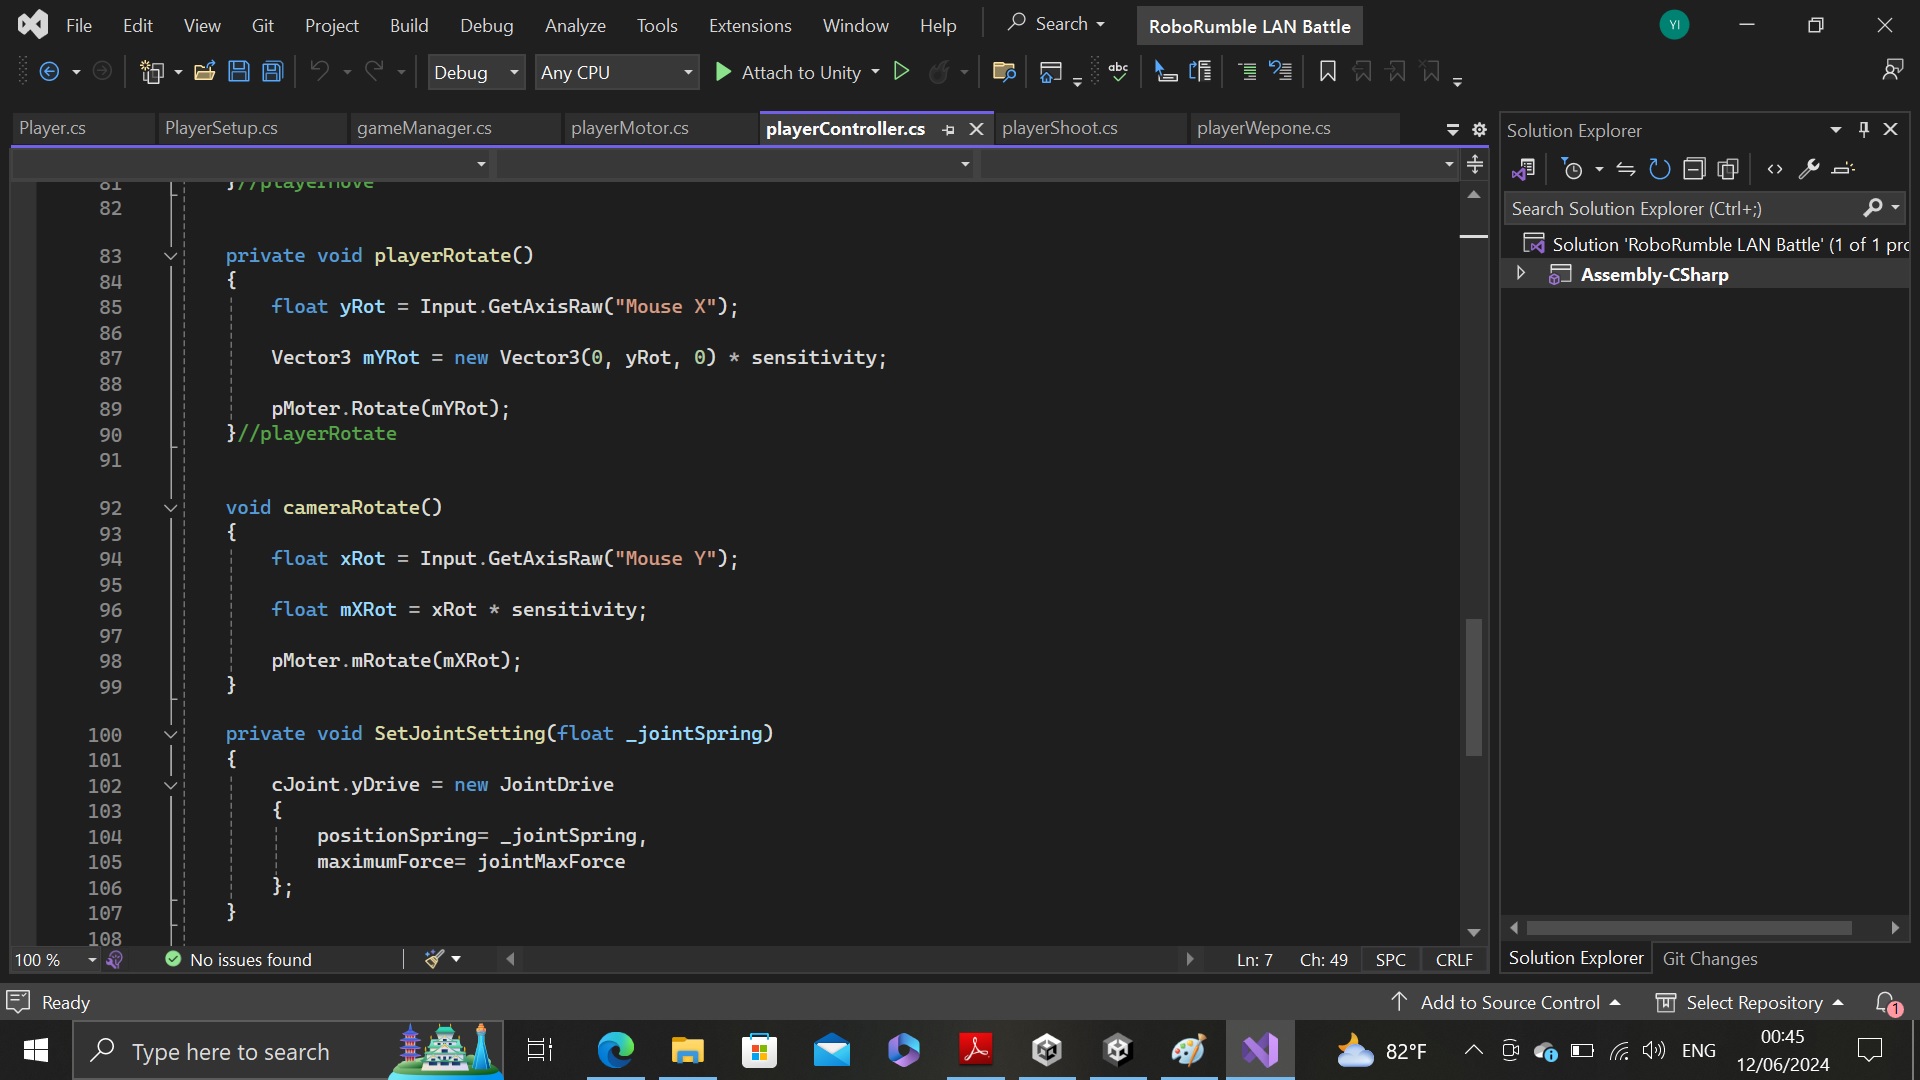 File Edit View Git Project Build Debug Analyze Tools Extensions Window Help Search RoboRumble LAN Battle YI
Debug Any CPU Attach to Unity abc
Player.cs PlayerSetup.cs gameManager.cs playerMotor.cs playerController.cs playerShoot.cs playerWepone.cs
81 }//playerMove
82
83 private void playerRotate()
84 {
85 float yRot = Input.GetAxisRaw("Mouse X");
86
87 Vector3 mYRot = new Vector3(0, yRot, 0) * sensitivity;
88
89 pMoter.Rotate(mYRot);
90 }//playerRotate
91
92 void cameraRotate()
93 {
94 float xRot = Input.GetAxisRaw("Mouse Y");
95
96 float mXRot = xRot * sensitivity;
97
98 pMoter.mRotate(mXRot);
99 }
100 private void SetJointSetting(float _jointSpring)
101 {
102 cJoint.yDrive = new JointDrive
103 {
104 positionSpring= _jointSpring,
105 maximumForce= jointMaxForce
106 };
107 }
108
100 % No issues found Ln: 7 Ch: 49 SPC CRLF
Solution Explorer
Search Solution Explorer (Ctrl+;)
Solution 'RoboRumble LAN Battle' (1 of 1 pro
Assembly-CSharp
Solution Explorer Git Changes
Ready Add to Source Control Select Repository 1
Type here to search 82°F ENG 00:45
12/06/2024